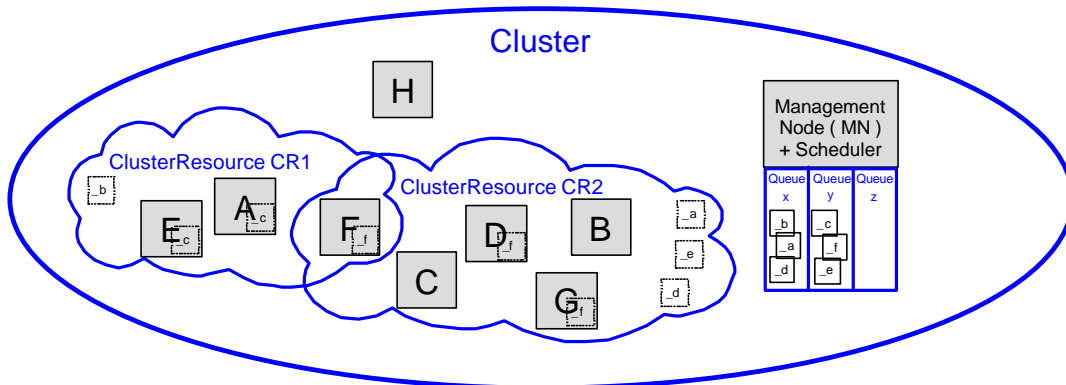 Cluster
H
Management
Node ( MN )
+ Scheduler
ClusterResource CR1
ClusterResource CR2
Queue Queue Queue
x y z
_b
A
_c
E
_c
F
_f
D
_f
B
_a
_e
_d
C
G
_f
_b _c
_a _f
_d _e